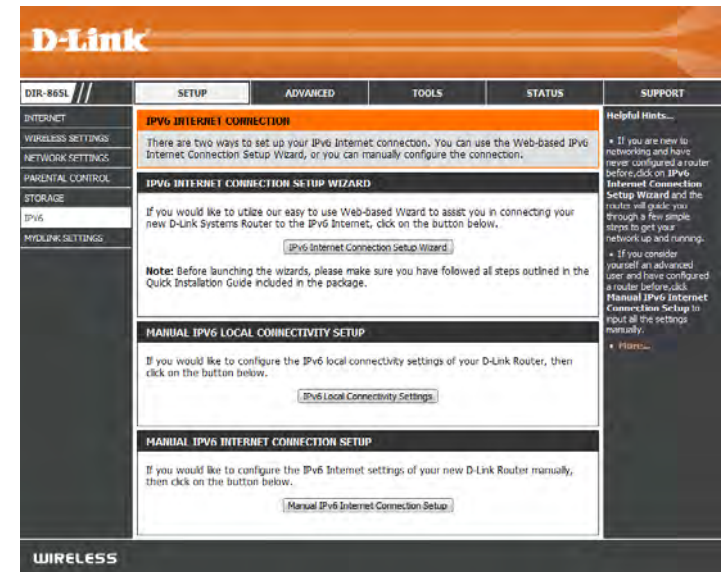 D-Link
DIR-865L
SETUP
ADVANCED
TOOLS
STATUS
SUPPORT
INTERNET
WIRELESS SETTINGS
NETWORK SETTINGS
PARENTAL CONTROL
STORAGE
IPV6
MYDLINK SETTINGS
IPV6 INTERNET CONNECTION
There are two ways to set up your IPv6 Internet connection. You can use the Web-based IPv6
Internet Connection Setup Wizard, or you can manually configure the connection.
IPV6 INTERNET CONNECTION SETUP WIZARD
If you would like to utilize our easy to use Web-based Wizard to assist you in connecting your
new D-Link Systems Router to the IPv6 Internet, click on the button below.
IPv6 Internet Connection Setup Wizard
Note: Before launching the wizards, please make sure you have followed all steps outlined in the
Quick Installation Guide included in the package.
MANUAL IPV6 LOCAL CONNECTIVITY SETUP
If you would like to configure the IPv6 local connectivity settings of your D-Link Router, then
click on the button below.
IPv6 Local Connectivity Settings
MANUAL IPV6 INTERNET CONNECTION SETUP
If you would like to configure the IPv6 Internet settings of your new D-Link Router manually,
then click on the button below.
Manual IPv6 Internet Connection Setup
Helpful Hints...
• If you are new to
networking and have
never configured a router
before,click on IPv6
Internet Connection
Setup Wizard and the
router will guide you
through a few simple
steps to get your
network up and running.
• If you consider
yourself an advanced
user and have configured
a router before,click
Manual IPv6 Internet
Connection Setup to
input all the settings
manually.
• More...
WIRELESS